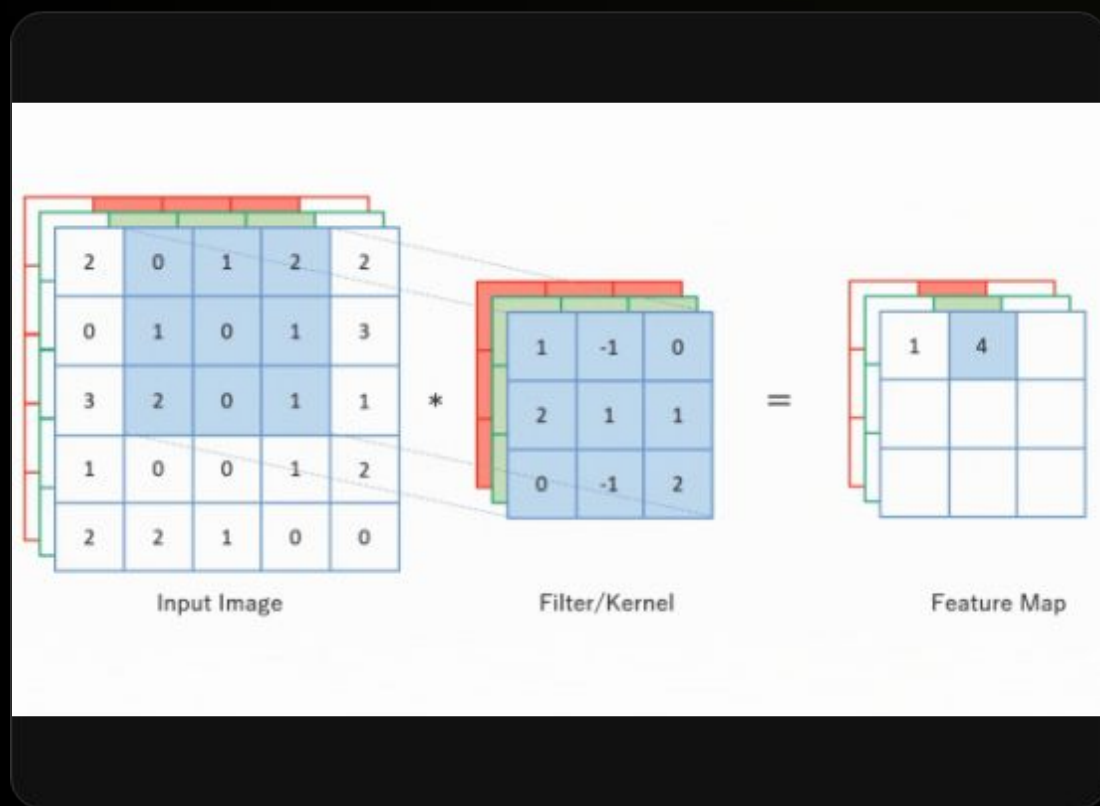 2 0 1 2 2
0 1 0 1 3
3 2 0 1 1
1 0 0 1 2
2 2 1 0 0
*
1 -1 0
2 1 1
0 -1 2
=
1 4
Input Image
Filter/Kernel
Feature Map